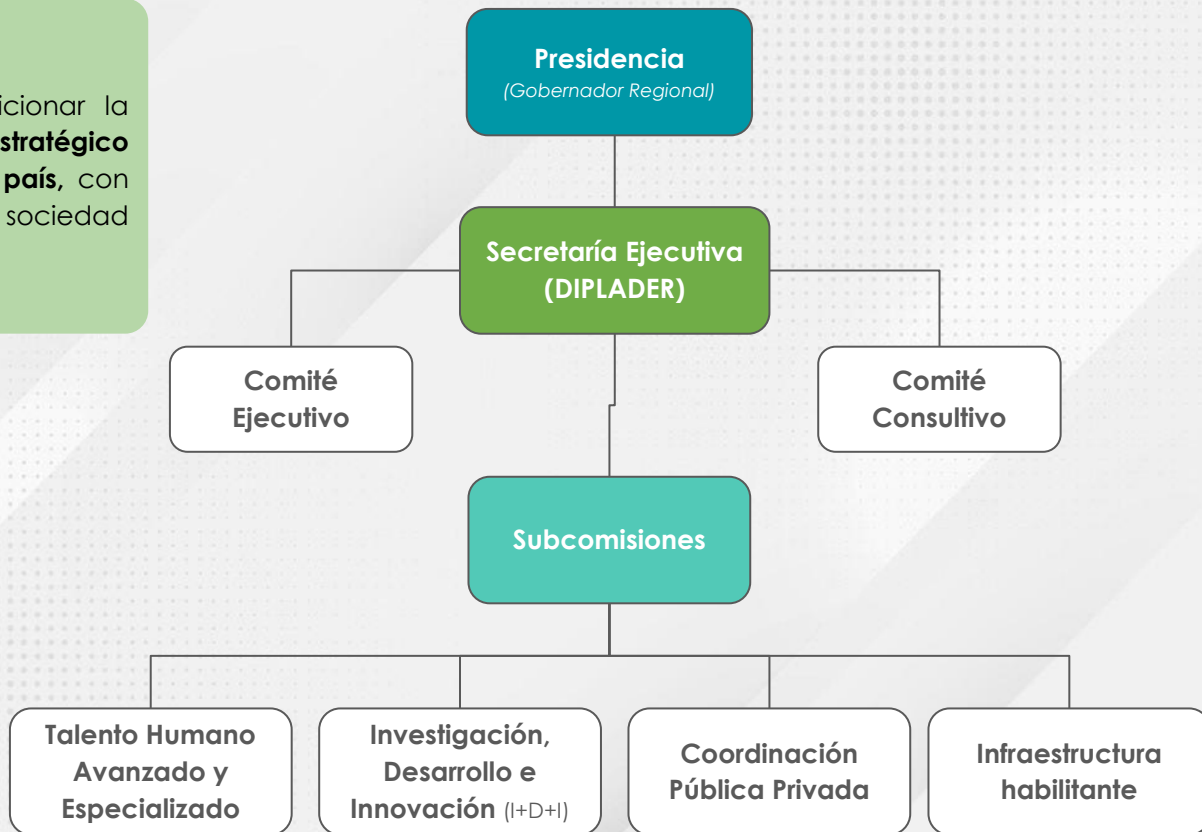 icionar la
stratégico
país, con
sociedad
Presidencia
(Gobernador Regional)
Secretaría Ejecutiva
(DIPLADER)
Comité
Ejecutivo
Comité
Consultivo
Subcomisiones
Talento Humano
Avanzado y
Especializado
Investigación,
Desarrollo e
Innovación (I+D+I)
Coordinación
Pública Privada
Infraestructura
habilitante